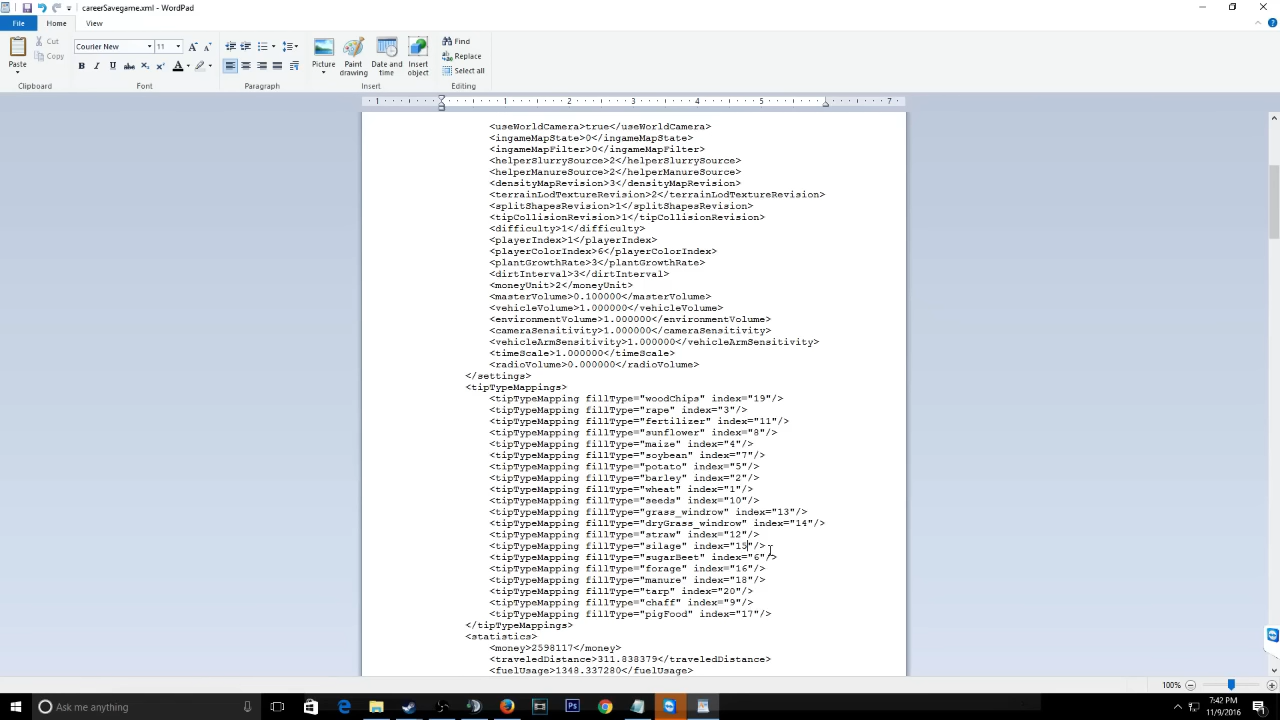 careerSavegame.xml - WordPad
File
Home
View
Paste
Cut
Copy
Courier New
11
Clipboard
Font
Paragraph
Picture
Paint drawing
Date and time
Insert object
Insert
Find
Replace
Select all
Editing
1 1 2 3 4 5 7
<useWorldCamera>true</useWorldCamera>
<ingameMapState>0</ingameMapState>
<ingameMapFilter>0</ingameMapFilter>
<helperSlurrySource>2</helperSlurrySource>
<helperManureSource>2</helperManureSource>
<densityMapRevision>3</densityMapRevision>
<terrainLodTextureRevision>2</terrainLodTextureRevision>
<splitShapesRevision>1</splitShapesRevision>
<tipCollisionRevision>1</tipCollisionRevision>
<difficulty>1</difficulty>
<playerIndex>1</playerIndex>
<playerColorIndex>6</playerColorIndex>
<plantGrowthRate>3</plantGrowthRate>
<dirtInterval>3</dirtInterval>
<moneyUnit>2</moneyUnit>
<masterVolume>0.100000</masterVolume>
<vehicleVolume>1.000000</vehicleVolume>
<environmentVolume>1.000000</environmentVolume>
<cameraSensitivity>1.000000</cameraSensitivity>
<vehicleArmSensitivity>1.000000</vehicleArmSensitivity>
<timeScale>1.000000</timeScale>
<radioVolume>0.000000</radioVolume>
</settings>
<tipTypeMappings>
<tipTypeMapping fillType="woodChips" index="19"/>
<tipTypeMapping fillType="rape" index="3"/>
<tipTypeMapping fillType="fertilizer" index="11"/>
<tipTypeMapping fillType="sunflower" index="8"/>
<tipTypeMapping fillType="maize" index="4"/>
<tipTypeMapping fillType="soybean" index="7"/>
<tipTypeMapping fillType="potato" index="5"/>
<tipTypeMapping fillType="barley" index="2"/>
<tipTypeMapping fillType="wheat" index="1"/>
<tipTypeMapping fillType="seeds" index="10"/>
<tipTypeMapping fillType="grass_windrow" index="13"/>
<tipTypeMapping fillType="dryGrass_windrow" index="14"/>
<tipTypeMapping fillType="straw" index="12"/>
<tipTypeMapping fillType="silage" index="15"/>
<tipTypeMapping fillType="sugarBeet" index="6"/>
<tipTypeMapping fillType="forage" index="16"/>
<tipTypeMapping fillType="manure" index="18"/>
<tipTypeMapping fillType="tarp" index="20"/>
<tipTypeMapping fillType="chaff" index="9"/>
<tipTypeMapping fillType="pigFood" index="17"/>
</tipTypeMappings>
<statistics>
<money>2598117</money>
<traveledDistance>311.838379</traveledDistance>
<fuelUsage>1348.337280</fuelUsage>
100%
Ask me anything
7:42 PM
11/9/2016